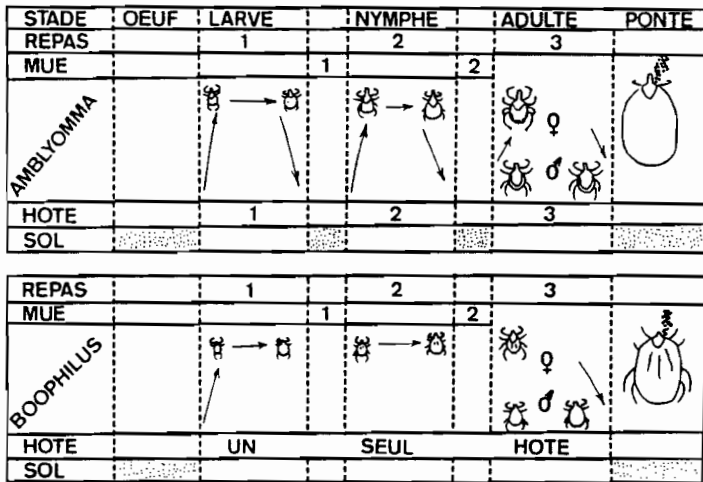 STADE OEUF LARVE NYMPHE ADULTE PONTE
REPAS 1 2 3
MUE 1 2
AMBLYOMMA ♀
♂
HOTE 1 2 3
SOL
REPAS 1 2 3
MUE 1 2
BOOPHILUS ♀
♂
HOTE UN SEUL HOTE
SOL